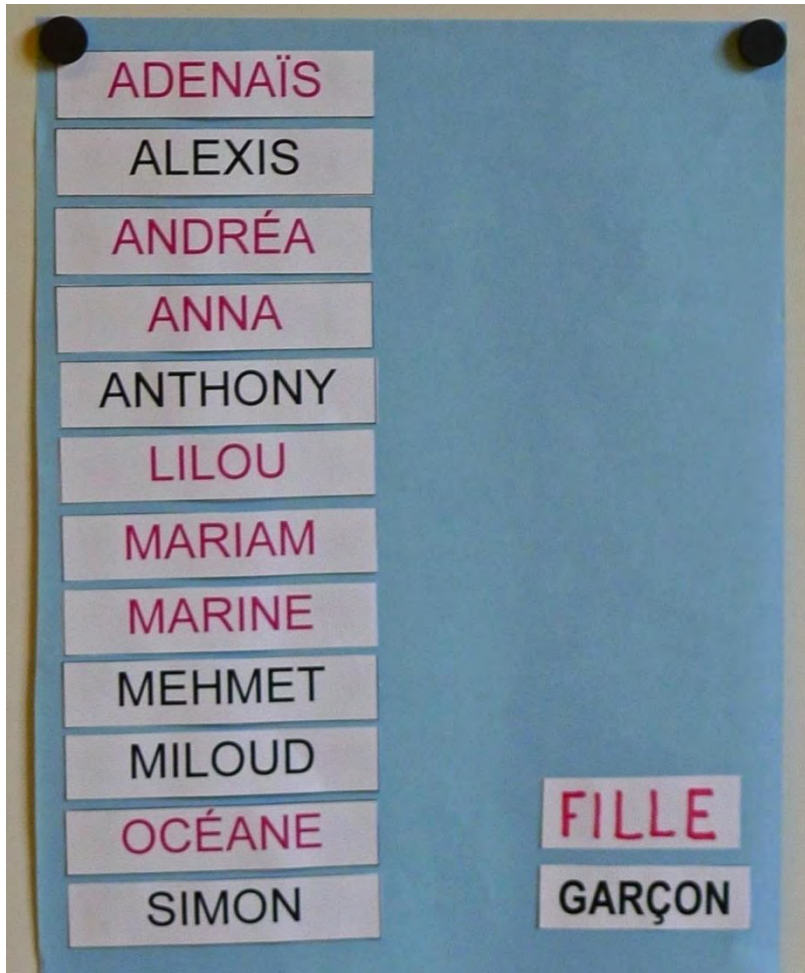 ADENAÏS
ALEXIS
ANDRÉA
ANNA
ANTHONY
LILOU
MARIAM
MARINE
MEHMET
MILOUD
OCÉANE
SIMON
FILLE
GARÇON